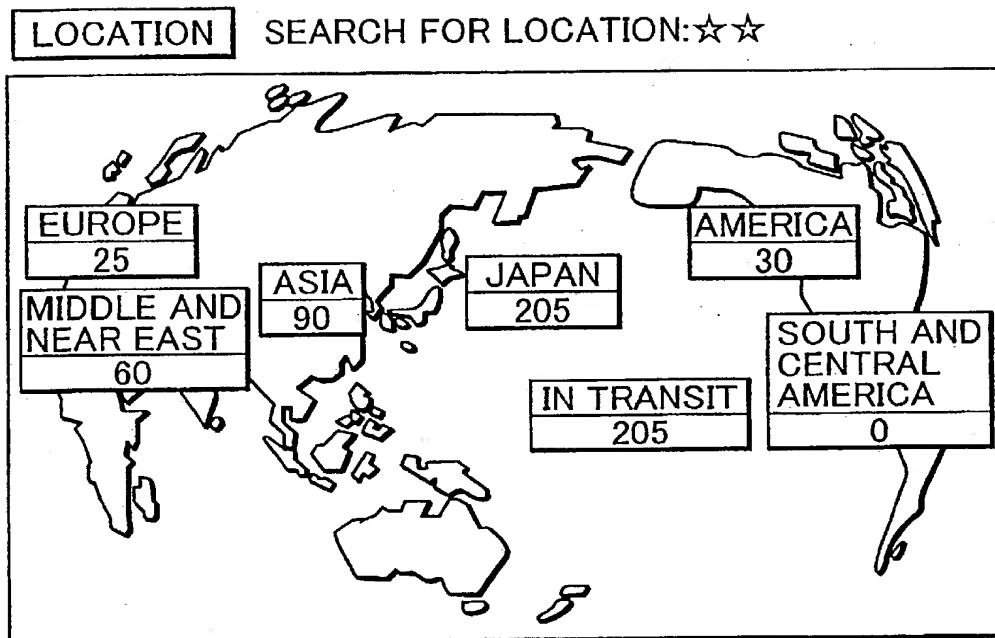 LOCATION SEARCH FOR LOCATION:☆☆
EUROPE
25
MIDDLE AND
NEAR EAST
60
ASIA
90
JAPAN
205
AMERICA
30
IN TRANSIT
205
SOUTH AND
CENTRAL
AMERICA
0